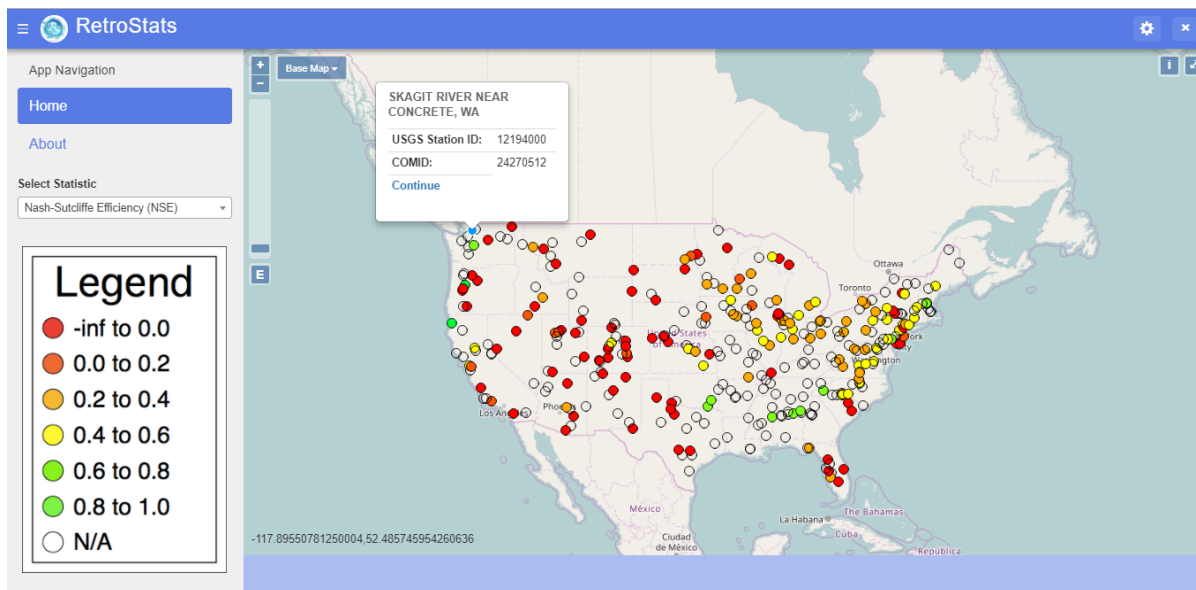 RetroStats
App Navigation
Home
About
Select Statistic
Nash-Sutcliffe Efficiency (NSE)
Legend
-inf to 0.0
0.0 to 0.2
0.2 to 0.4
0.4 to 0.6
0.6 to 0.8
0.8 to 1.0
N/A
+
−
Base Map
i
E
SKAGIT RIVER NEAR
CONCRETE, WA
USGS Station ID: 12194000
COMID: 24270512
Continue
Ottawa
Toronto
United States
Washington
Los Angeles
México
Ciudad
de México
La Habana
Cuba
The Bahamas
República
-117.89550781250004,52.485745954260636